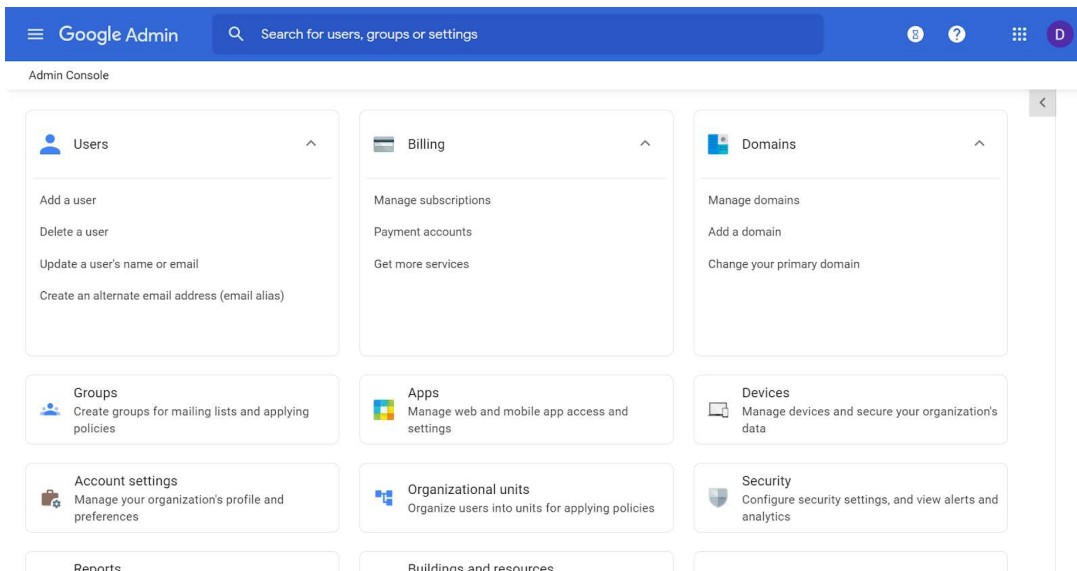 Google Admin
Search for users, groups or settings
D
Admin Console
Users
Add a user
Delete a user
Update a user's name or email
Create an alternate email address (email alias)
Billing
Manage subscriptions
Payment accounts
Get more services
Domains
Manage domains
Add a domain
Change your primary domain
Groups
Create groups for mailing lists and applying
policies
Apps
Manage web and mobile app access and
settings
Devices
Manage devices and secure your organization's
data
Account settings
Manage your organization's profile and
preferences
Organizational units
Organize users into units for applying policies
Security
Configure security settings, and view alerts and
analytics
Reports
Buildings and resources